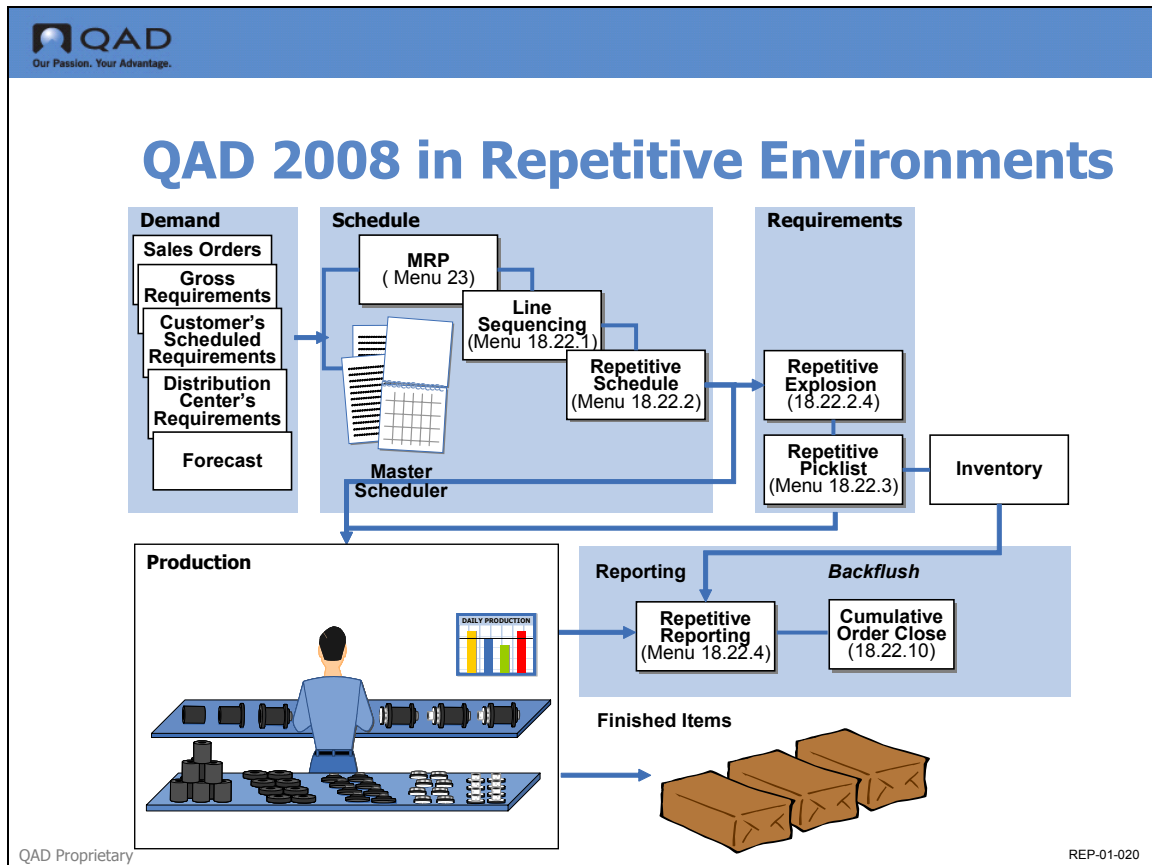 QAD
Our Passion. Your Advantage.
QAD 2008 in Repetitive Environments
Demand
Sales Orders
Gross
Requirements
Customer's
Scheduled
Requirements
Distribution
Center's
Requirements
Forecast
Schedule
MRP
( Menu 23)
Line
Sequencing
(Menu 18.22.1)
Repetitive
Schedule
(Menu 18.22.2)
Master
Scheduler
Requirements
Repetitive
Explosion
(18.22.2.4)
Repetitive
Picklist
(Menu 18.22.3)
Inventory
Production
DAILY PRODUCTION
Reporting
Backflush
Repetitive
Reporting
(Menu 18.22.4)
Cumulative
Order Close
(18.22.10)
Finished Items
QAD Proprietary
REP-01-020